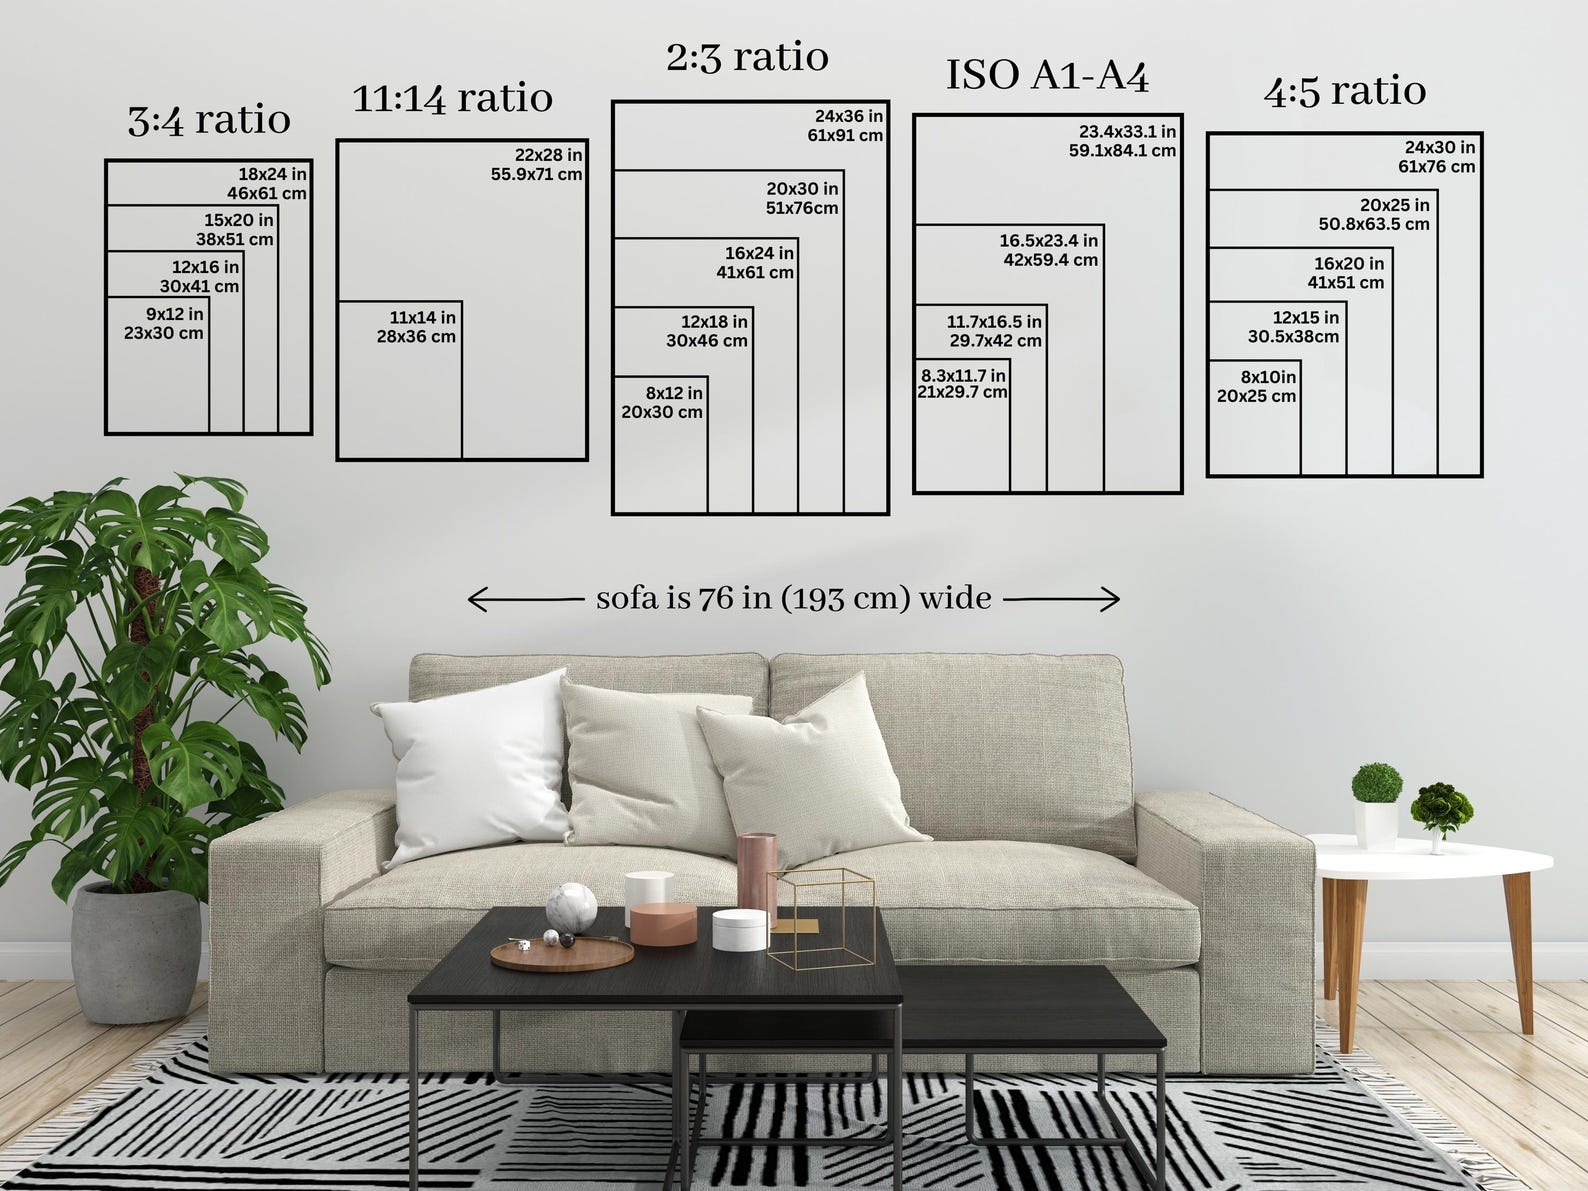 3:4 ratio
18x24 in
46x61 cm
15x20 in
38x51 cm
12x16 in
30x41 cm
9x12 in
23x30 cm
11:14 ratio
22x28 in
55.9x71 cm
11x14 in
28x36 cm
2:3 ratio
24x36 in
61x91 cm
20x30 in
51x76cm
16x24 in
41x61 cm
12x18 in
30x46 cm
8x12 in
20x30 cm
ISO A1-A4
23.4x33.1 in
59.1x84.1 cm
16.5x23.4 in
42x59.4 cm
11.7x16.5 in
29.7x42 cm
8.3x11.7 in
21x29.7 cm
4:5 ratio
24x30 in
61x76 cm
20x25 in
50.8x63.5 cm
16x20 in
41x51 cm
12x15 in
30.5x38cm
8x10in
20x25 cm
sofa is 76 in (193 cm) wide